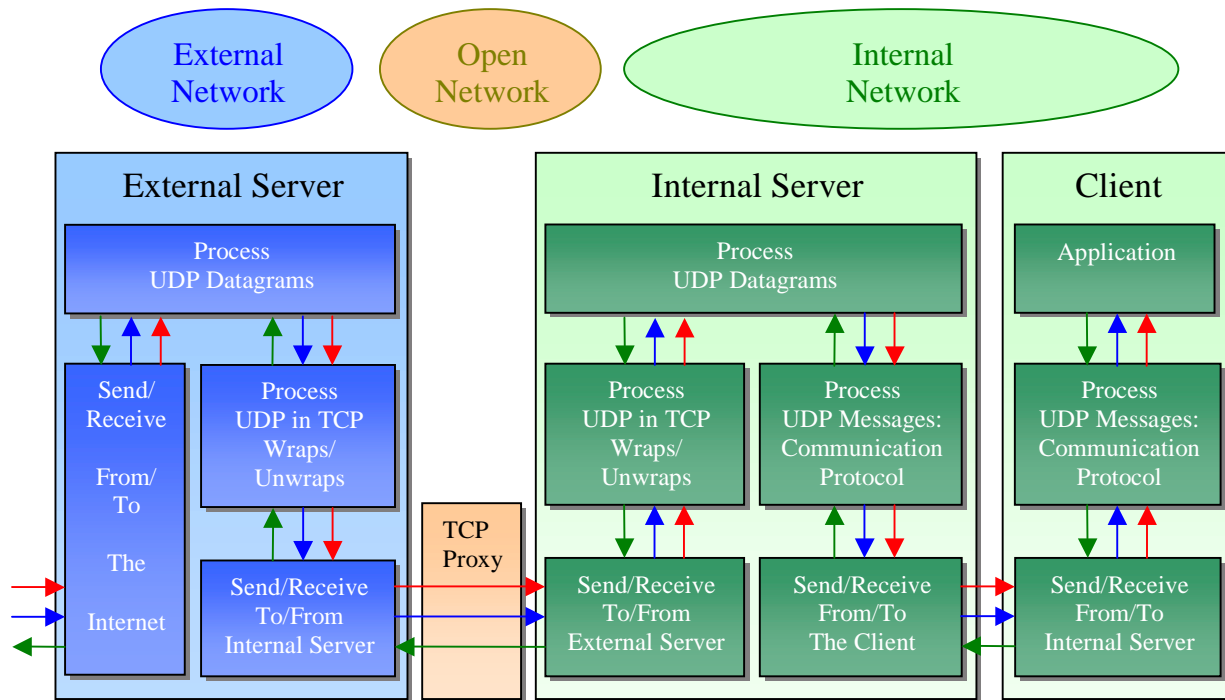 External
Network
Open
Network
Internal
Network
External Server
Process
UDP Datagrams
Send/
Receive
From/
To
The
Internet
Process
UDP in TCP
Wraps/
Unwraps
Send/Receive
To/From
Internal Server
TCP
Proxy
Internal Server
Process
UDP Datagrams
Process
UDP in TCP
Wraps/
Unwraps
Process
UDP Messages:
Communication
Protocol
Send/Receive
To/From
External Server
Send/Receive
From/To
The Client
Client
Application
Process
UDP Messages:
Communication
Protocol
Send/Receive
From/To
Internal Server